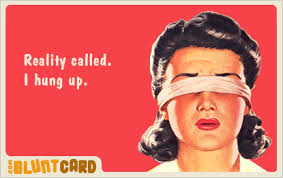 Reality called.
I hung up.
.com
BLUNTCARD